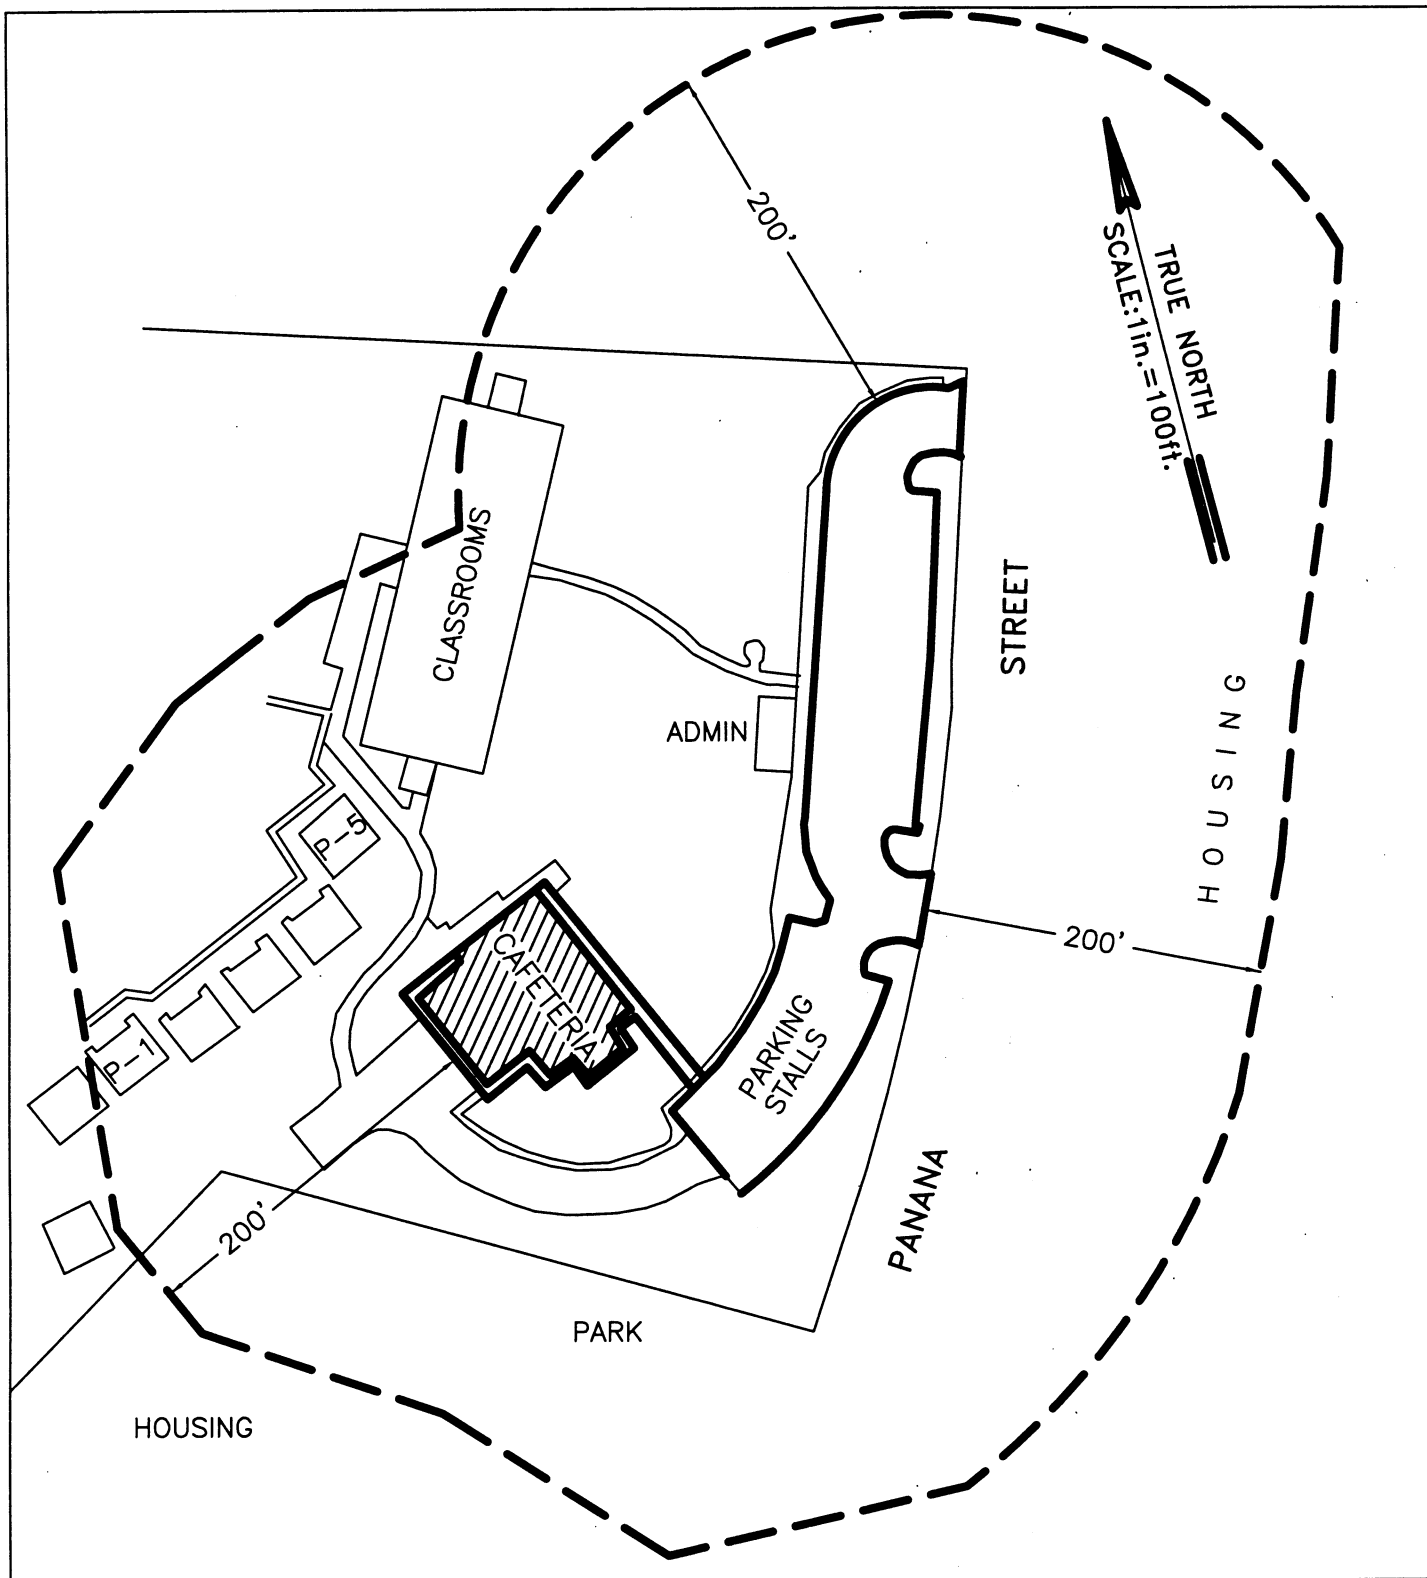 200'
TRUE NORTH
SCALE:1in.=100ft.
CLASSROOMS
STREET
ADMIN
HOUSING
P-5
CAFETERIA
200'
PARKING
STALLS
P-1
PANANA
200'
PARK
HOUSING